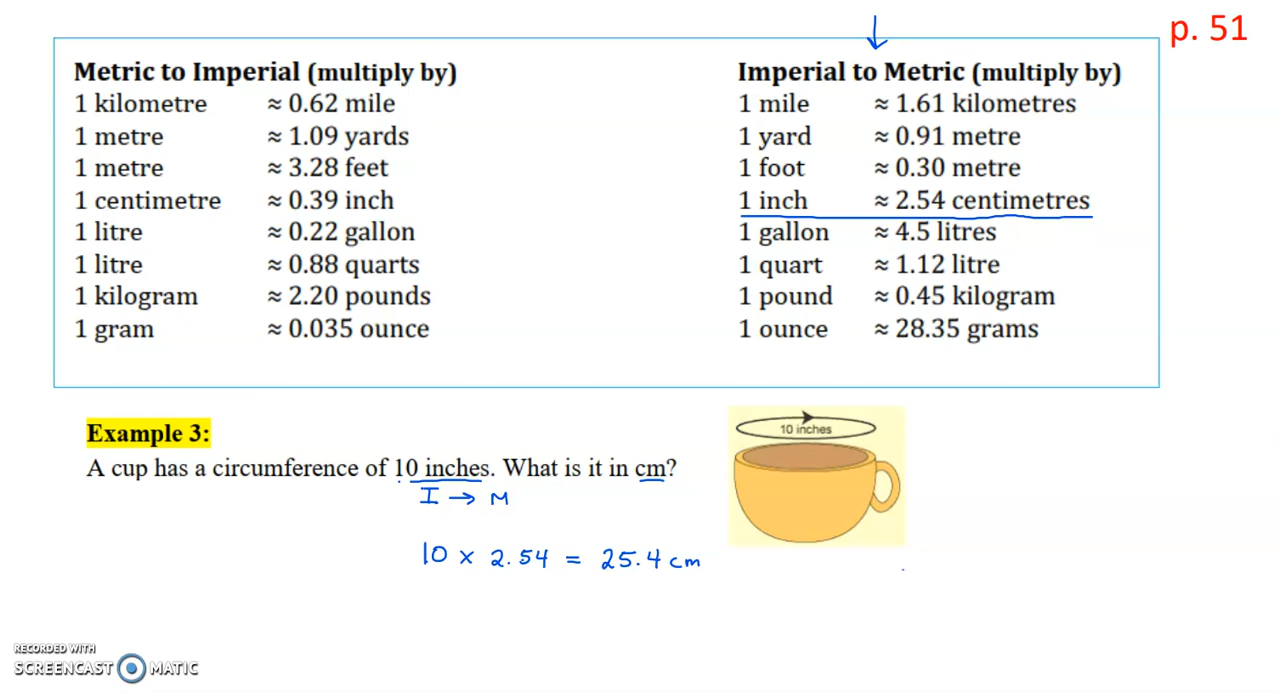 p. 51
Metric to Imperial (multiply by)
1 kilometre ≈ 0.62 mile
1 metre ≈ 1.09 yards
1 metre ≈ 3.28 feet
1 centimetre ≈ 0.39 inch
1 litre ≈ 0.22 gallon
1 litre ≈ 0.88 quarts
1 kilogram ≈ 2.20 pounds
1 gram ≈ 0.035 ounce
Imperial to Metric (multiply by)
1 mile ≈ 1.61 kilometres
1 yard ≈ 0.91 metre
1 foot ≈ 0.30 metre
1 inch ≈ 2.54 centimetres
1 gallon ≈ 4.5 litres
1 quart ≈ 1.12 litre
1 pound ≈ 0.45 kilogram
1 ounce ≈ 28.35 grams
Example 3:
A cup has a circumference of 10 inches. What is it in cm?
I → M
10 × 2.54 = 25.4 cm
10 inches
RECORDED WITH
SCREENCAST MATIC